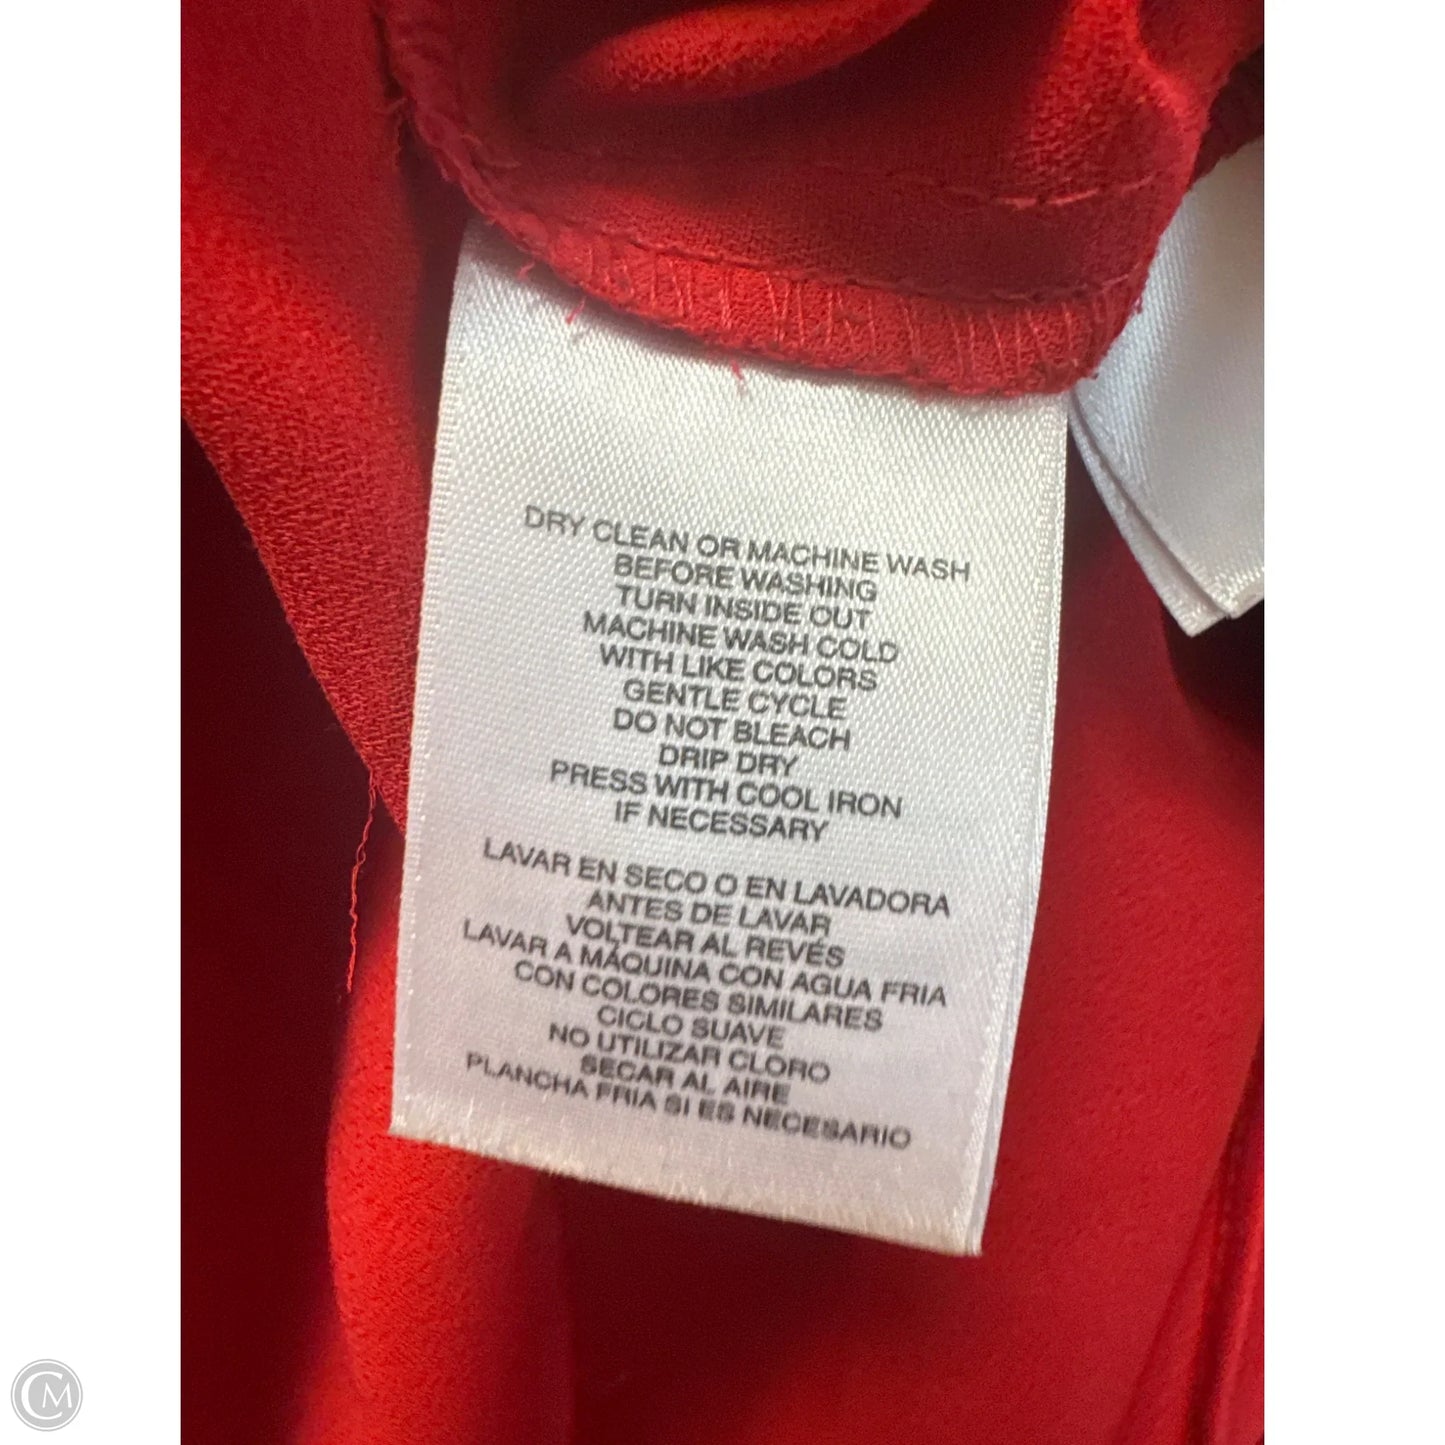 DRY CLEAN OR MACHINE WASH
BEFORE WASHING
TURN INSIDE OUT
MACHINE WASH COLD
WITH LIKE COLORS
GENTLE CYCLE
DO NOT BLEACH
DRIP DRY
PRESS WITH COOL IRON
IF NECESSARY
LAVAR EN SECO O EN LAVADORA
ANTES DE LAVAR
VOLTEAR AL REVÉS
LAVAR A MÁQUINA CON AGUA FRIA
CON COLORES SIMILARES
CICLO SUAVE
NO UTILIZAR CLORO
SECAR AL AIRE
PLANCHA FRIA SI ES NECESARIO
CM